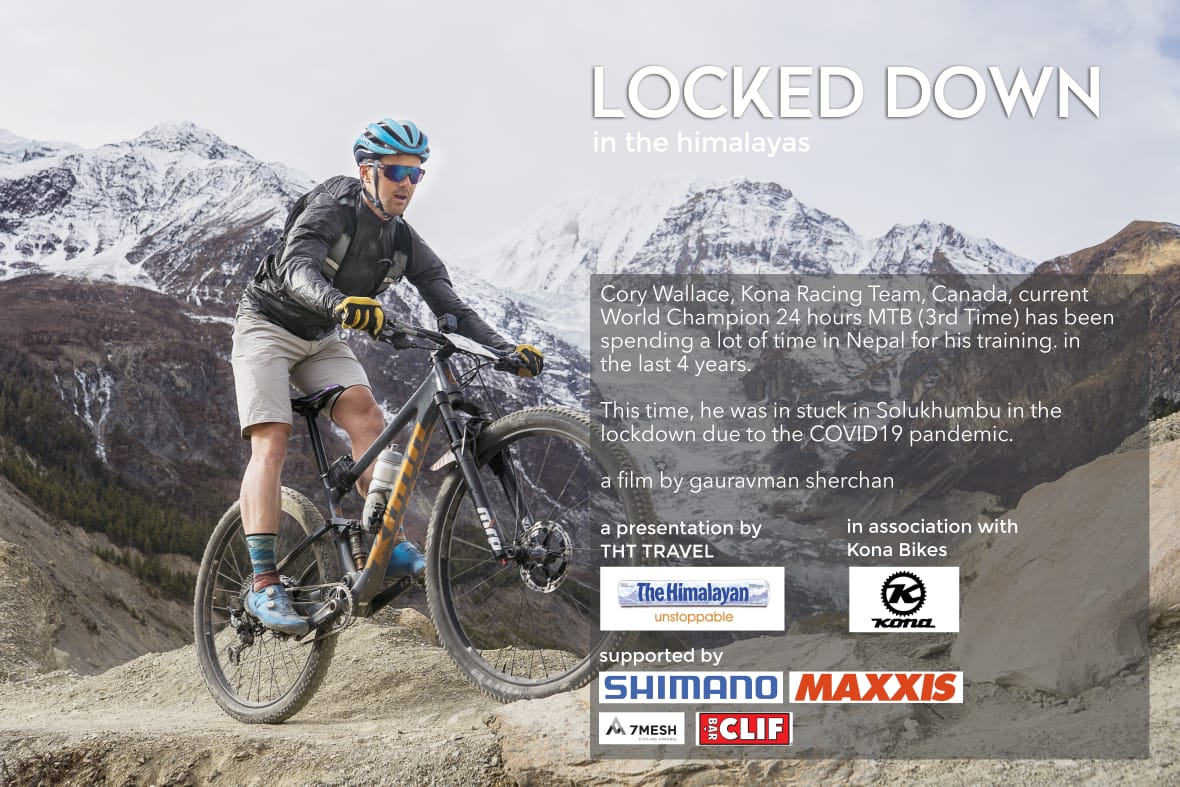 LOCKED DOWN
in the himalayas
Cory Wallace, Kona Racing Team, Canada, current
World Champion 24 hours MTB (3rd Time) has been
spending a lot of time in Nepal for his training. in
the last 4 years.
This time, he was in stuck in Solukhumbu in the
lockdown due to the COVID19 pandemic.
a film by gauravman sherchan
a presentation by
THT TRAVEL
The Himalayan
unstoppable
in association with
Kona Bikes
K
KONA
supported by
SHIMANO
MAXXIS
7MESH
CYCLING APPAREL
CLIF
BAR